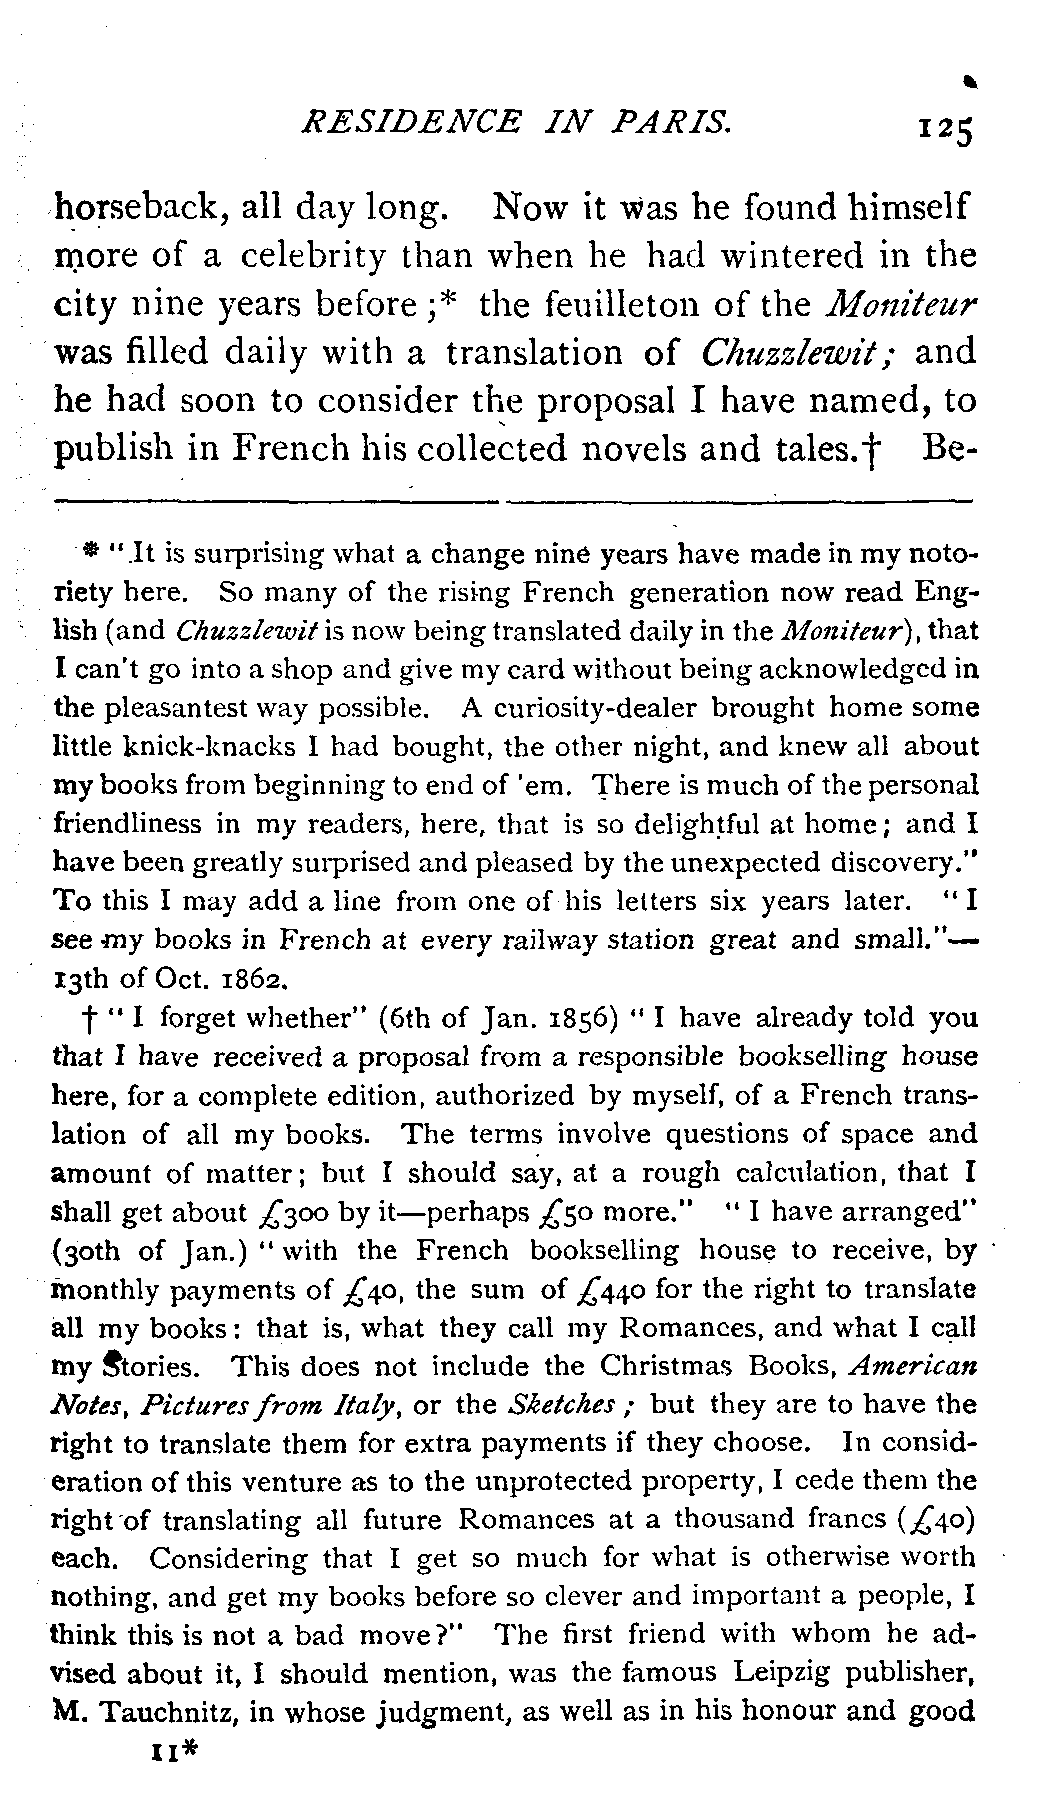 RESIDENCE IN PARIS. 125
horseback, all day long. Now it was he found himself
more of a celebrity than when he had wintered in the
city nine years before ;* the feuilleton of the Moniteur
was filled daily with a translation of Chuzzlewit; and
he had soon to consider the proposal I have named, to
publish in French his collected novels and tales.† Be-
* "It is surprising what a change nine years have made in my noto-
riety here. So many of the rising French generation now read Eng-
lish (and Chuzzlewit is now being translated daily in the Moniteur), that
I can't go into a shop and give my card without being acknowledged in
the pleasantest way possible. A curiosity-dealer brought home some
little knick-knacks I had bought, the other night, and knew all about
my books from beginning to end of 'em. There is much of the personal
friendliness in my readers, here, that is so delightful at home; and I
have been greatly surprised and pleased by the unexpected discovery."
To this I may add a line from one of his letters six years later. "I
see my books in French at every railway station great and small."—
13th of Oct. 1862.
† "I forget whether" (6th of Jan. 1856) "I have already told you
that I have received a proposal from a responsible bookselling house
here, for a complete edition, authorized by myself, of a French trans-
lation of all my books. The terms involve questions of space and
amount of matter; but I should say, at a rough calculation, that I
shall get about £300 by it—perhaps £50 more." "I have arranged"
(30th of Jan.) "with the French bookselling house to receive, by
monthly payments of £40, the sum of £440 for the right to translate
all my books: that is, what they call my Romances, and what I call
my Stories. This does not include the Christmas Books, American
Notes, Pictures from Italy, or the Sketches; but they are to have the
right to translate them for extra payments if they choose. In consid-
eration of this venture as to the unprotected property, I cede them the
right of translating all future Romances at a thousand francs (£40)
each. Considering that I get so much for what is otherwise worth
nothing, and get my books before so clever and important a people, I
think this is not a bad move?" The first friend with whom he ad-
vised about it, I should mention, was the famous Leipzig publisher,
M. Tauchnitz, in whose judgment, as well as in his honour and good
11*